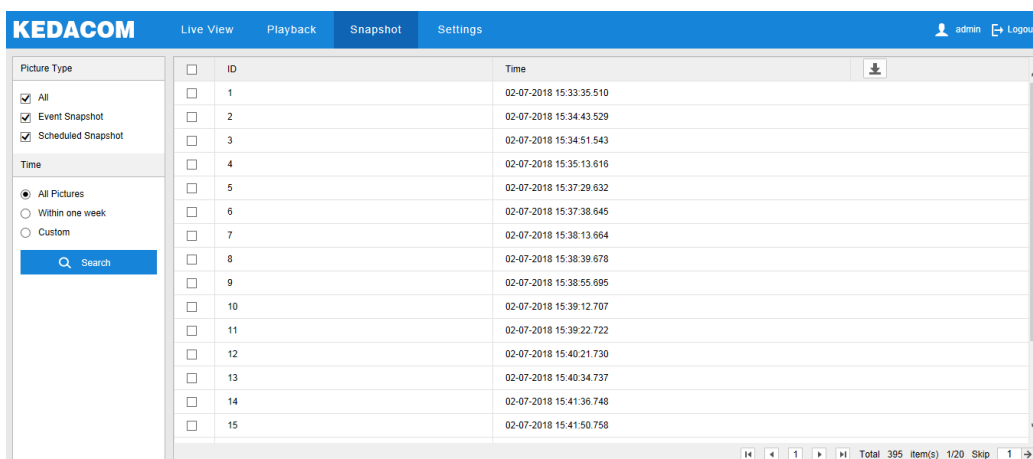 KEDACOM Live View Playback Snapshot Settings admin Logou
Picture Type
All
Event Snapshot
Scheduled Snapshot
Time
All Pictures
Within one week
Custom
Search
ID Time
1 02-07-2018 15:33:35.510
2 02-07-2018 15:34:43.529
3 02-07-2018 15:34:51.543
4 02-07-2018 15:35:13.616
5 02-07-2018 15:37:29.632
6 02-07-2018 15:37:38.645
7 02-07-2018 15:38:13.664
8 02-07-2018 15:38:39.678
9 02-07-2018 15:38:55.695
10 02-07-2018 15:39:12.707
11 02-07-2018 15:39:22.722
12 02-07-2018 15:40:21.730
13 02-07-2018 15:40:34.737
14 02-07-2018 15:41:36.748
15 02-07-2018 15:41:50.758
1 Total 395 item(s) 1/20 Skip 1